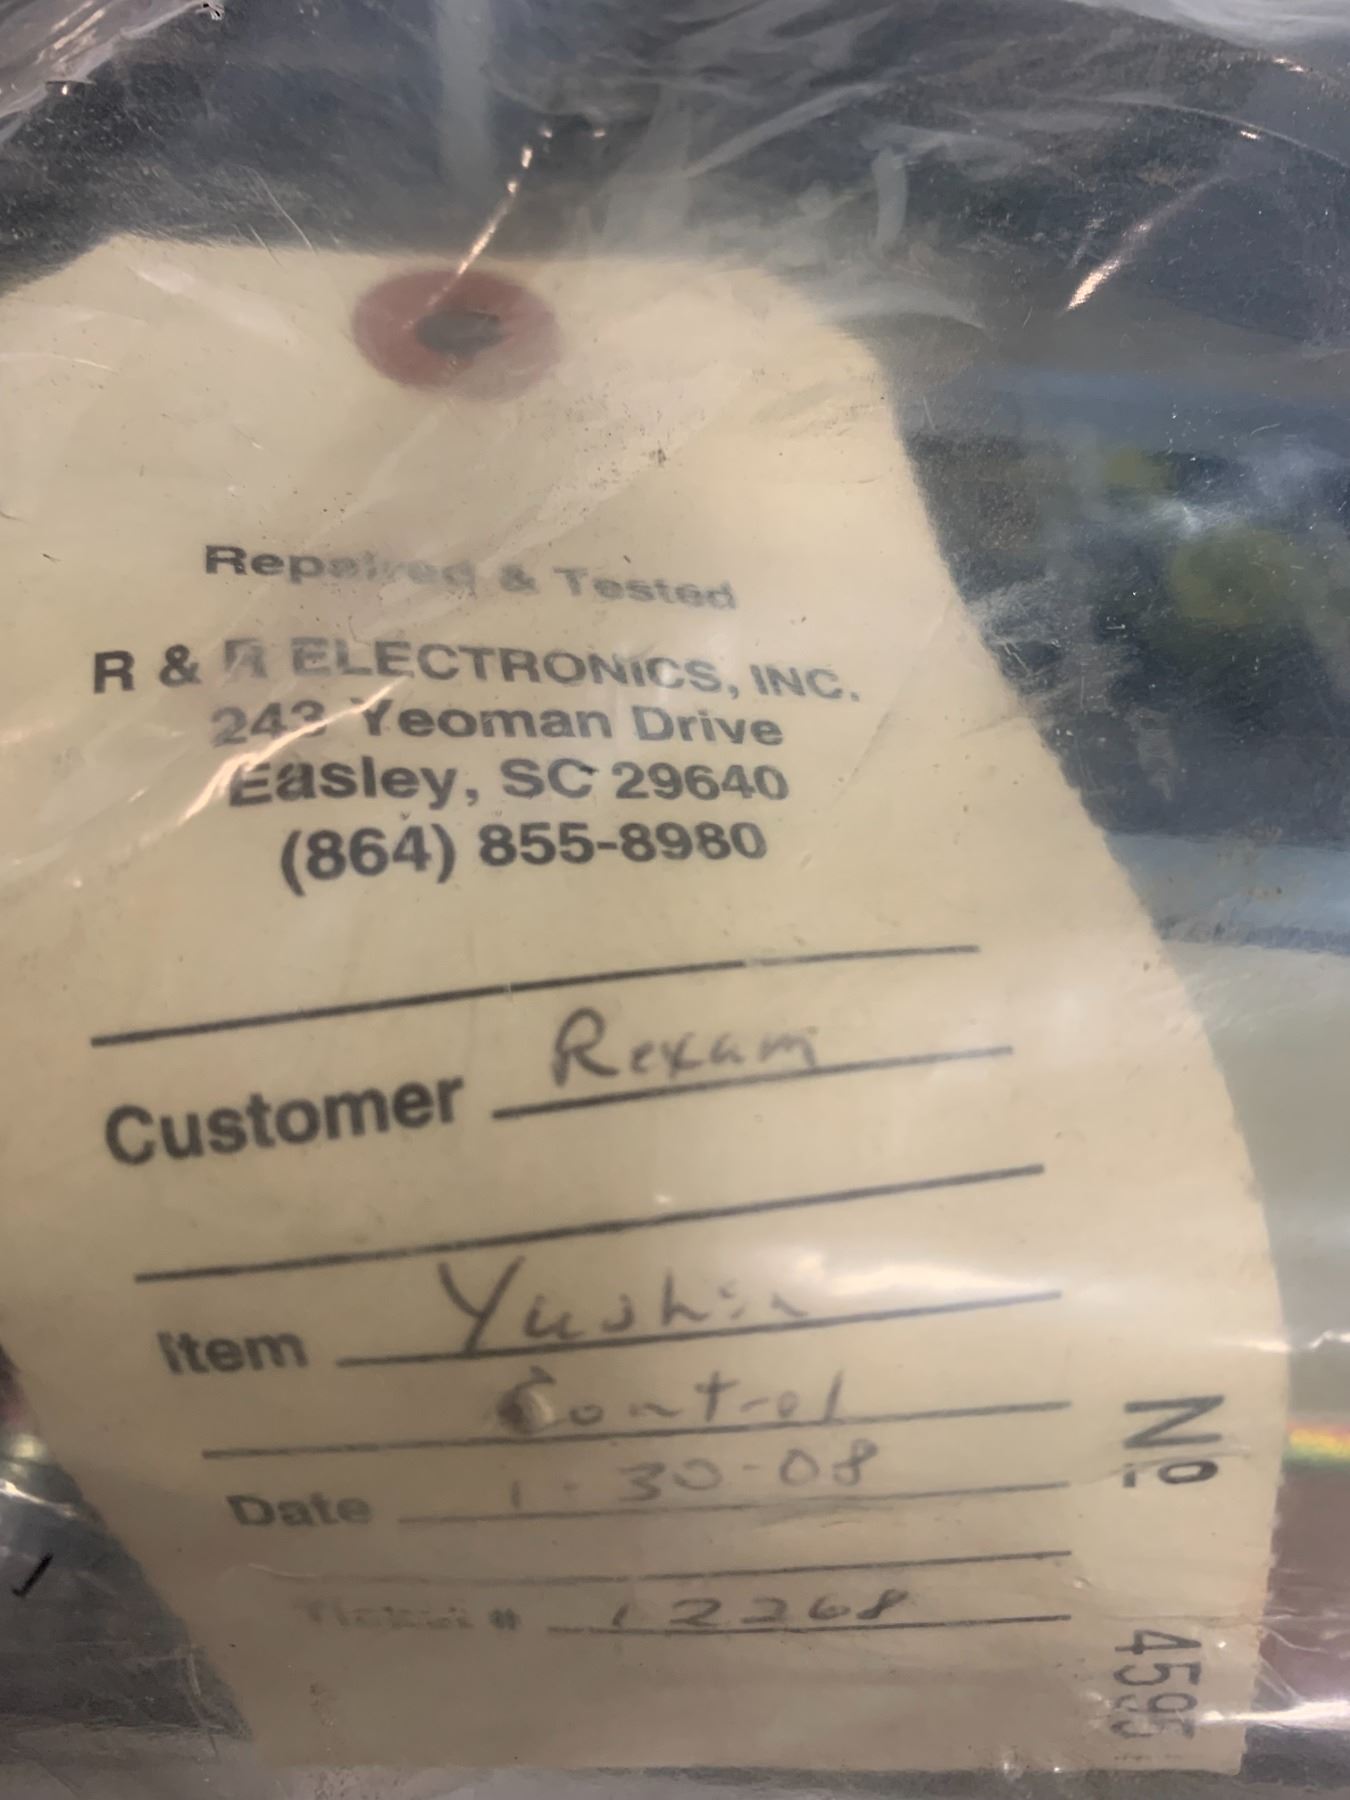 Repaired & Tested
R & R ELECTRONICS, INC.
243 Yeoman Drive
Easley, SC 29640
(864) 855-8980
Customer Rexam
Item Yushin
Control
Date 1-30-08
Ticket # 12268
Nº